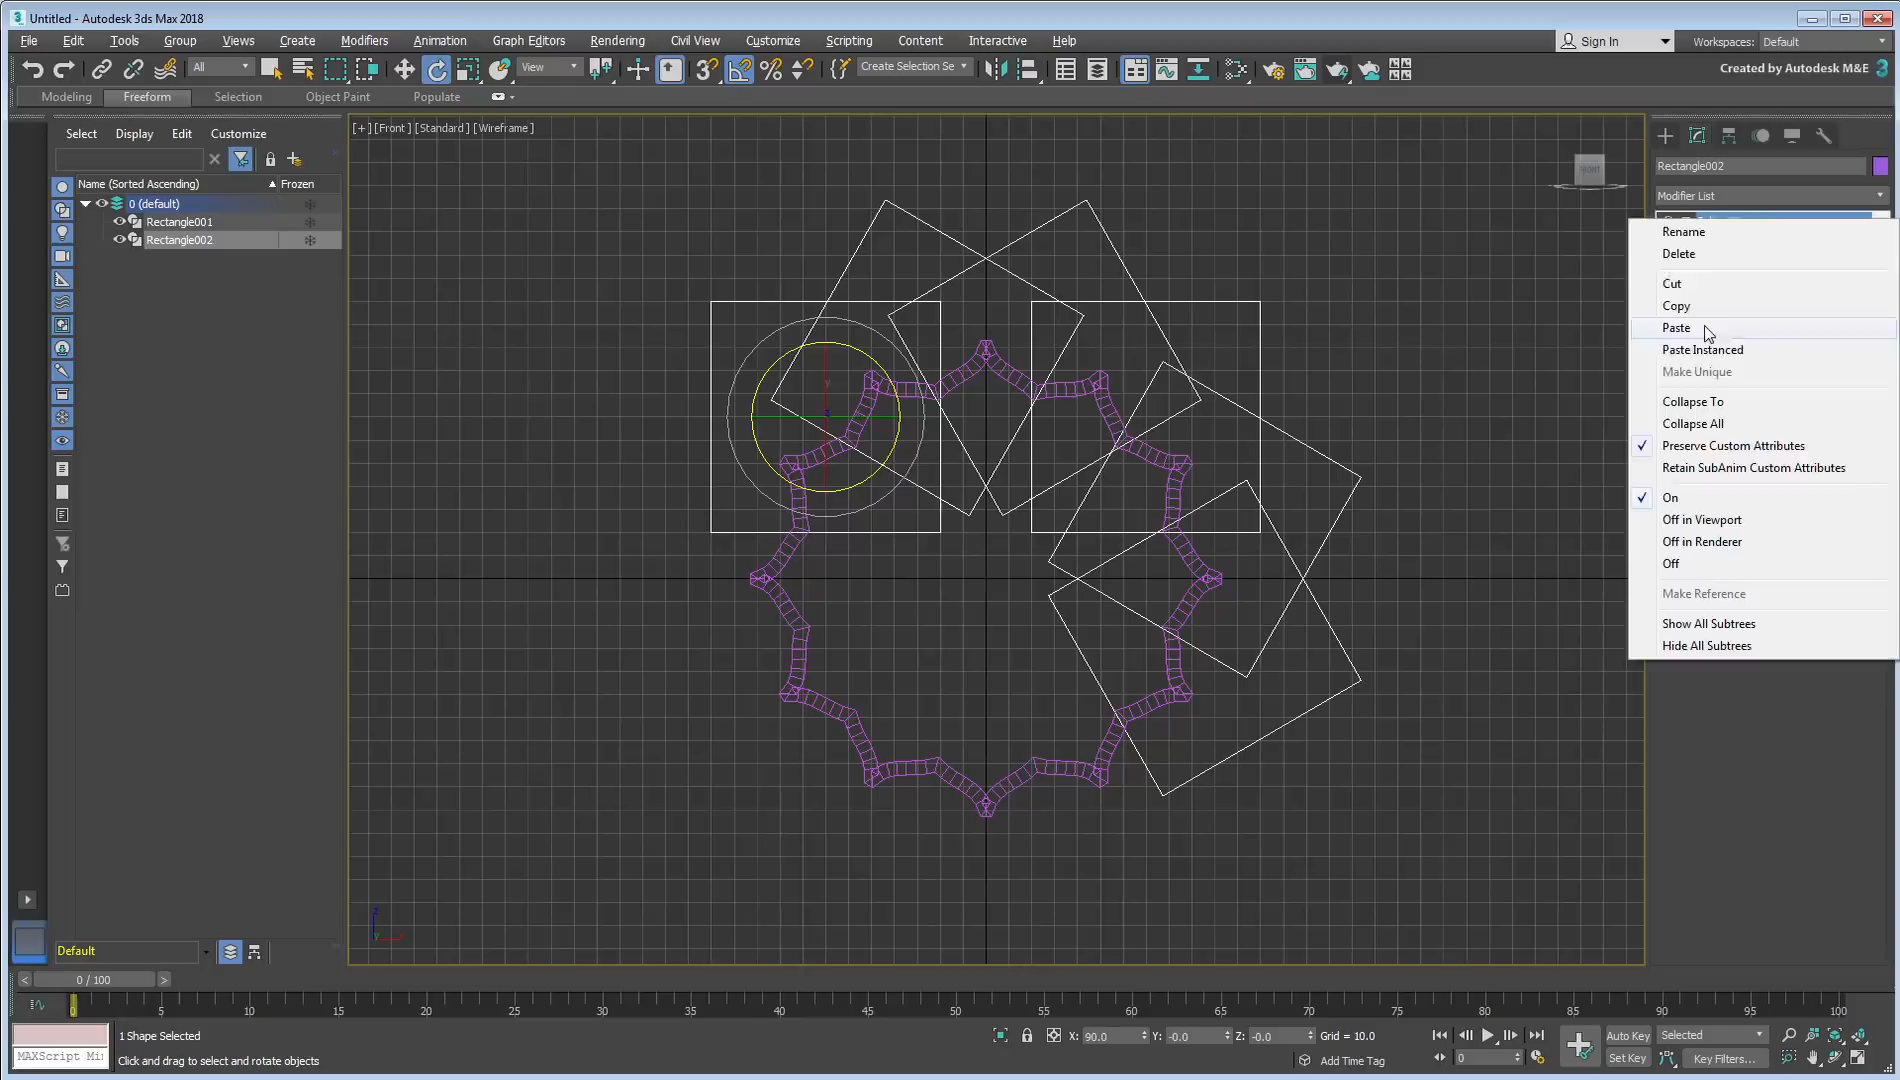 Untitled - Autodesk 3ds Max 2018
File Edit Tools Group Views Create Modifiers Animation Graph Editors Rendering Civil View Customize Scripting Content Interactive Help
Sign In Workspaces: Default
All View Create Selection Se
Created by Autodesk M&E
Modeling Freeform Selection Object Paint Populate
Select Display Edit Customize
[+] [Front] [Standard] [Wireframe]
FRONT
Rectangle002
Name (Sorted Ascending) Frozen
Modifier List
0 (default)
Rectangle001
Rectangle002
Rename
Delete
Cut
Copy
Paste
Paste Instanced
Make Unique
Collapse To
Collapse All
Preserve Custom Attributes
Retain SubAnim Custom Attributes
On
Off in Viewport
Off in Renderer
Off
Make Reference
Show All Subtrees
Hide All Subtrees
Default
0 / 100
0 5 10 15 20 25 30 35 40 45 50 55 60 65 70 75 80 85 90 95 100
1 Shape Selected X: 90.0 Y: -0.0 Z: -0.0 Grid = 10.0 Auto Key Selected
MAXScript Mi Click and drag to select and rotate objects Add Time Tag 0 Set Key Key Filters...